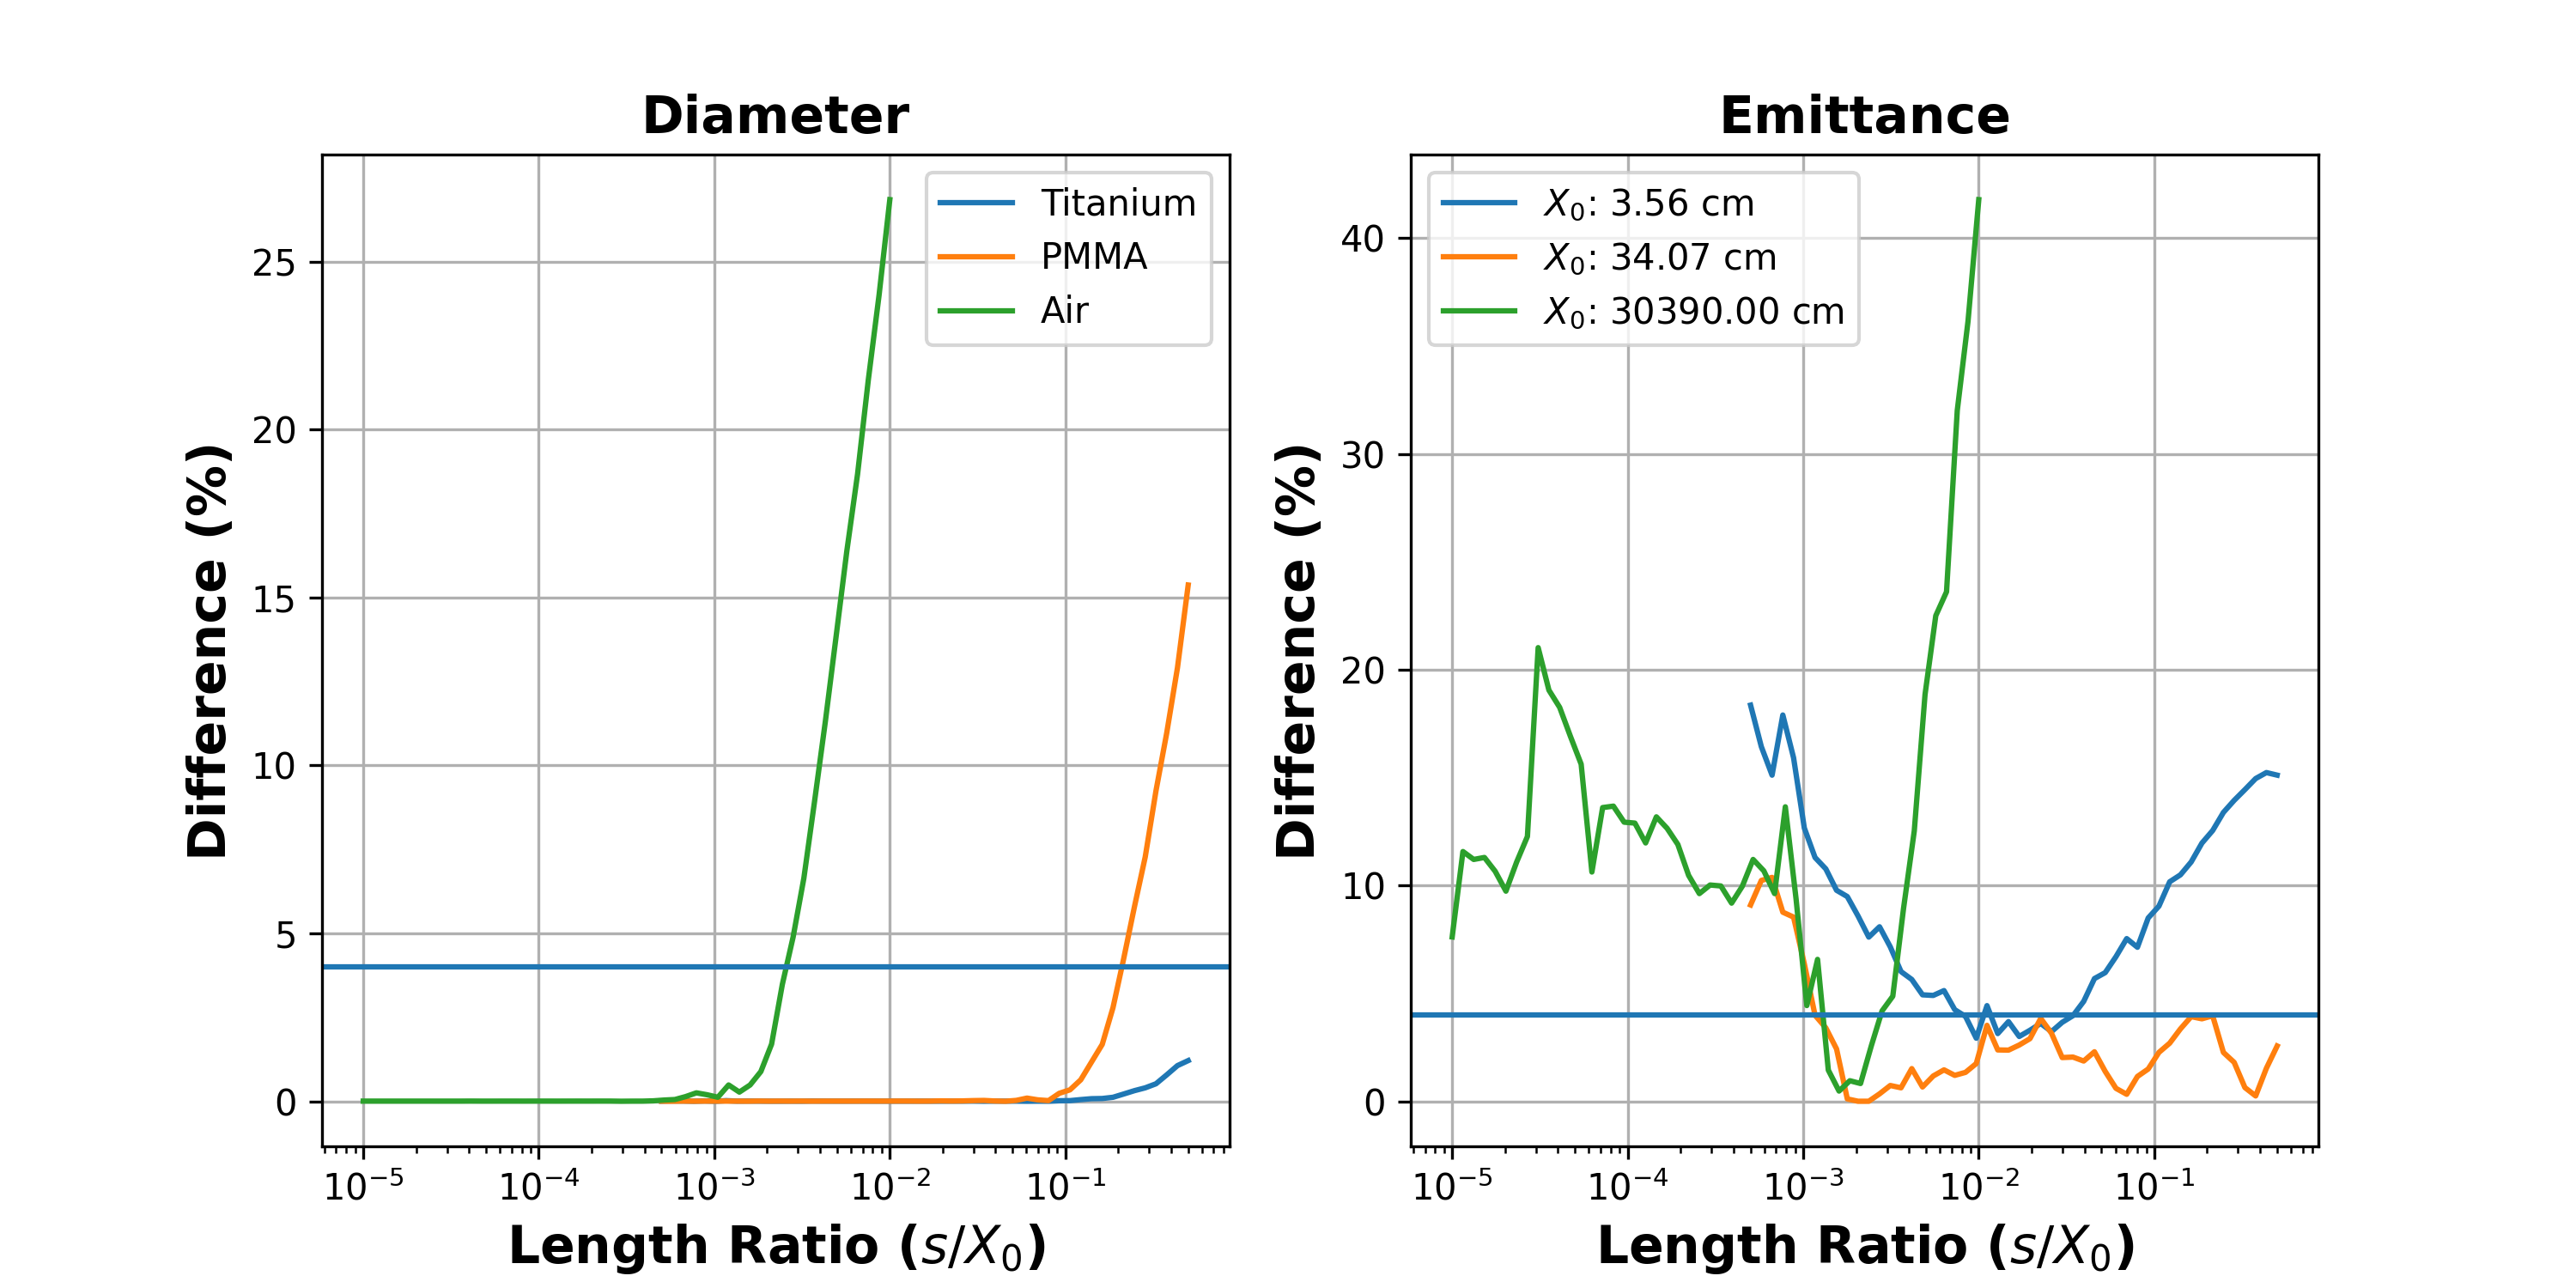 Diameter
Difference (%)
25
20
15
10
5
0
Titanium
PMMA
Air
10⁻⁵ 10⁻⁴ 10⁻³ 10⁻² 10⁻¹
Length Ratio (s/X₀)
Emittance
Difference (%)
40
30
20
10
0
X₀: 3.56 cm
X₀: 34.07 cm
X₀: 30390.00 cm
10⁻⁵ 10⁻⁴ 10⁻³ 10⁻² 10⁻¹
Length Ratio (s/X₀)